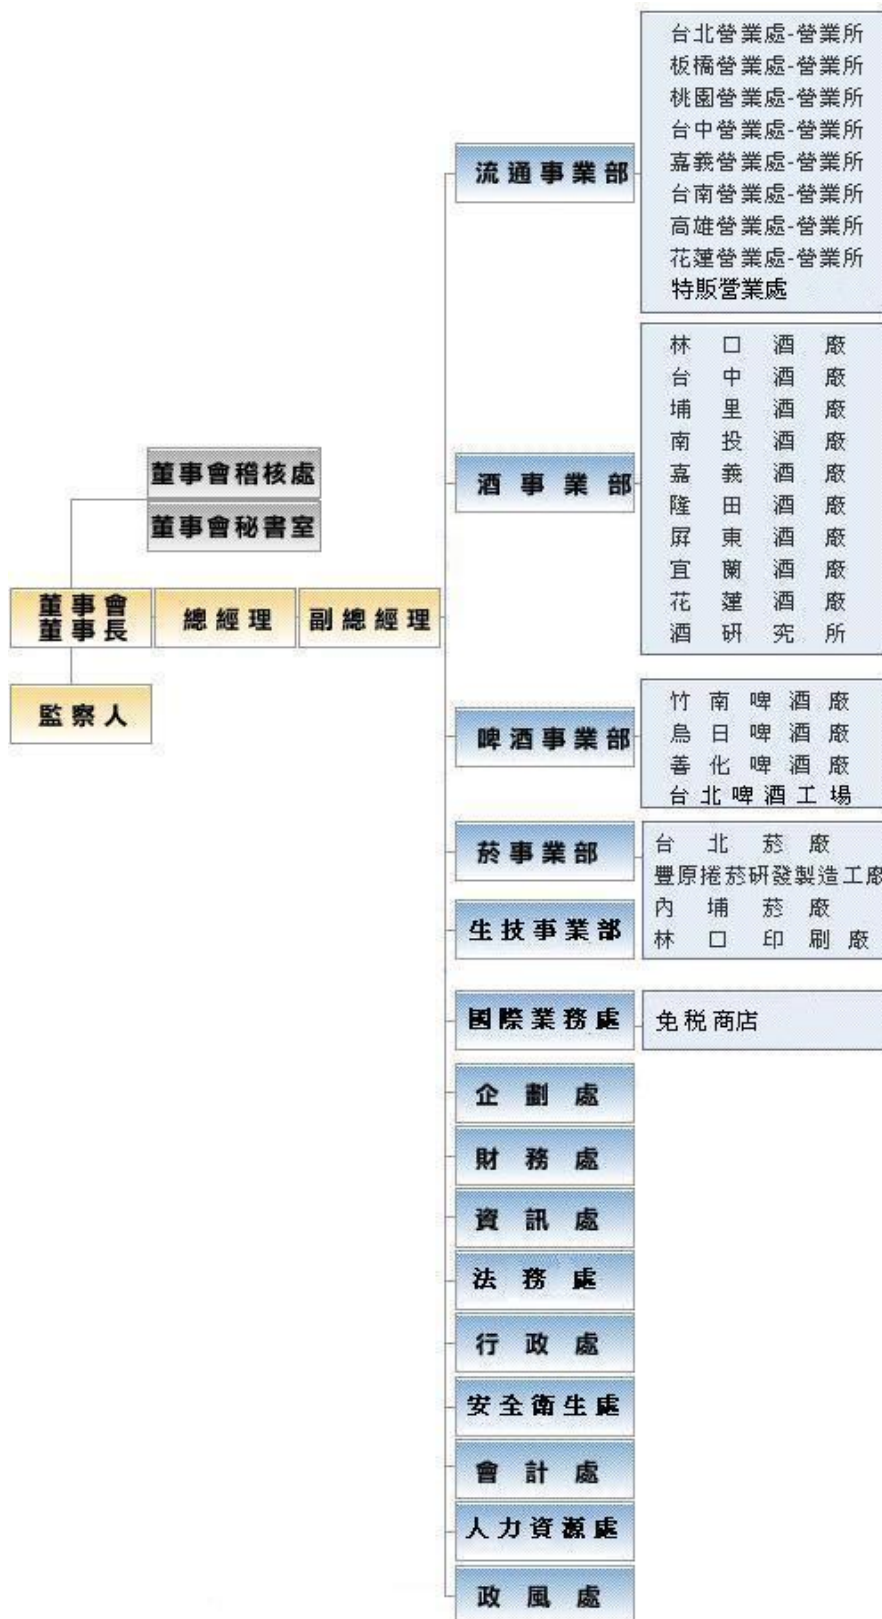 董事會稽核處
董事會秘書室
董事會
董事長
總經理
副總經理
監察人
流通事業部
台北營業處-營業所
板橋營業處-營業所
桃園營業處-營業所
台中營業處-營業所
嘉義營業處-營業所
台南營業處-營業所
高雄營業處-營業所
花蓮營業處-營業所
特販營業處
酒事業部
林口酒廠
台中酒廠
埔里酒廠
南投酒廠
嘉義酒廠
隆田酒廠
屏東酒廠
宜蘭酒廠
花蓮酒廠
酒研究所
啤酒事業部
竹南啤酒廠
烏日啤酒廠
善化啤酒廠
台北啤酒工場
菸事業部
台北菸廠
豐原捲菸研發製造工廠
內埔菸廠
林口印刷廠
生技事業部
國際業務處
免稅商店
企劃處
財務處
資訊處
法務處
行政處
安全衛生處
會計處
人力資源處
政風處